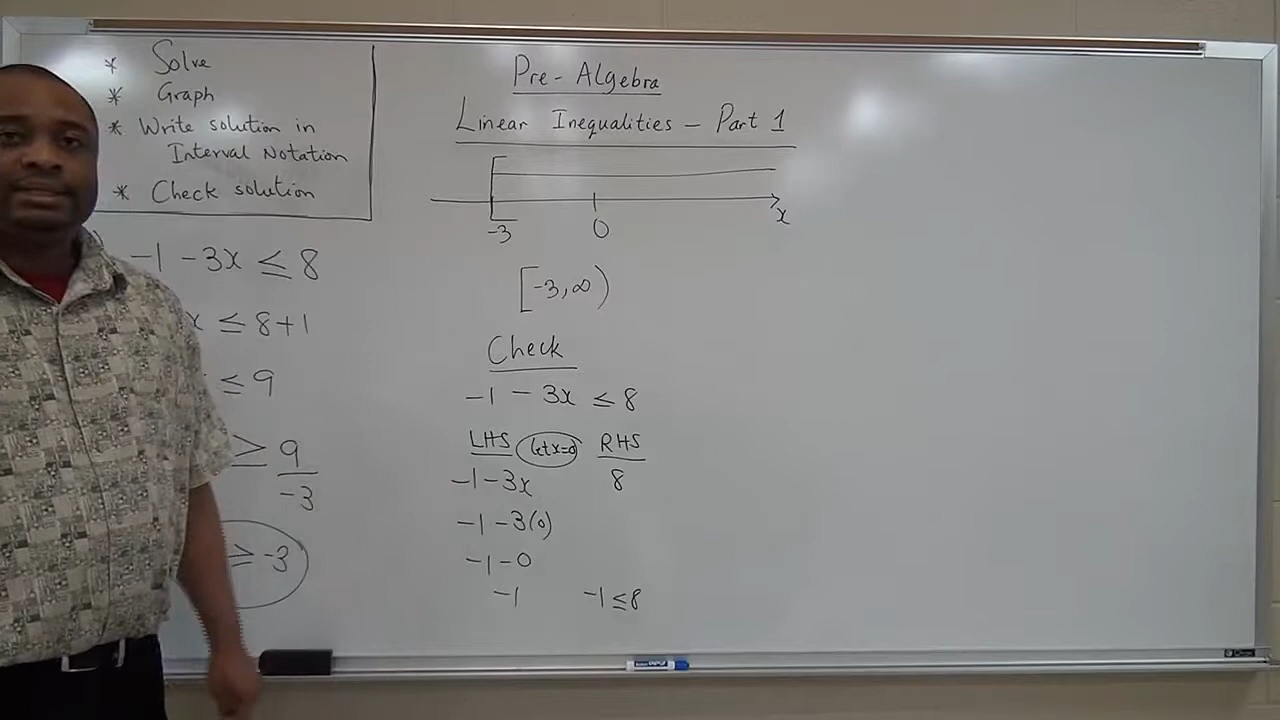 * Solve
* Graph
* Write solution in
Interval Notation
* Check solution
-1 - 3x ≤ 8
x ≤ 8+1
≤ 9
≥ 9
-3
≥ -3
Pre-Algebra
Linear Inequalities - Part 1
-3 0 x
[-3, ∞)
Check
-1 - 3x ≤ 8
LHS let x=0 RHS
-1 - 3x 8
-1 - 3(0)
-1 - 0
-1 -1 ≤ 8